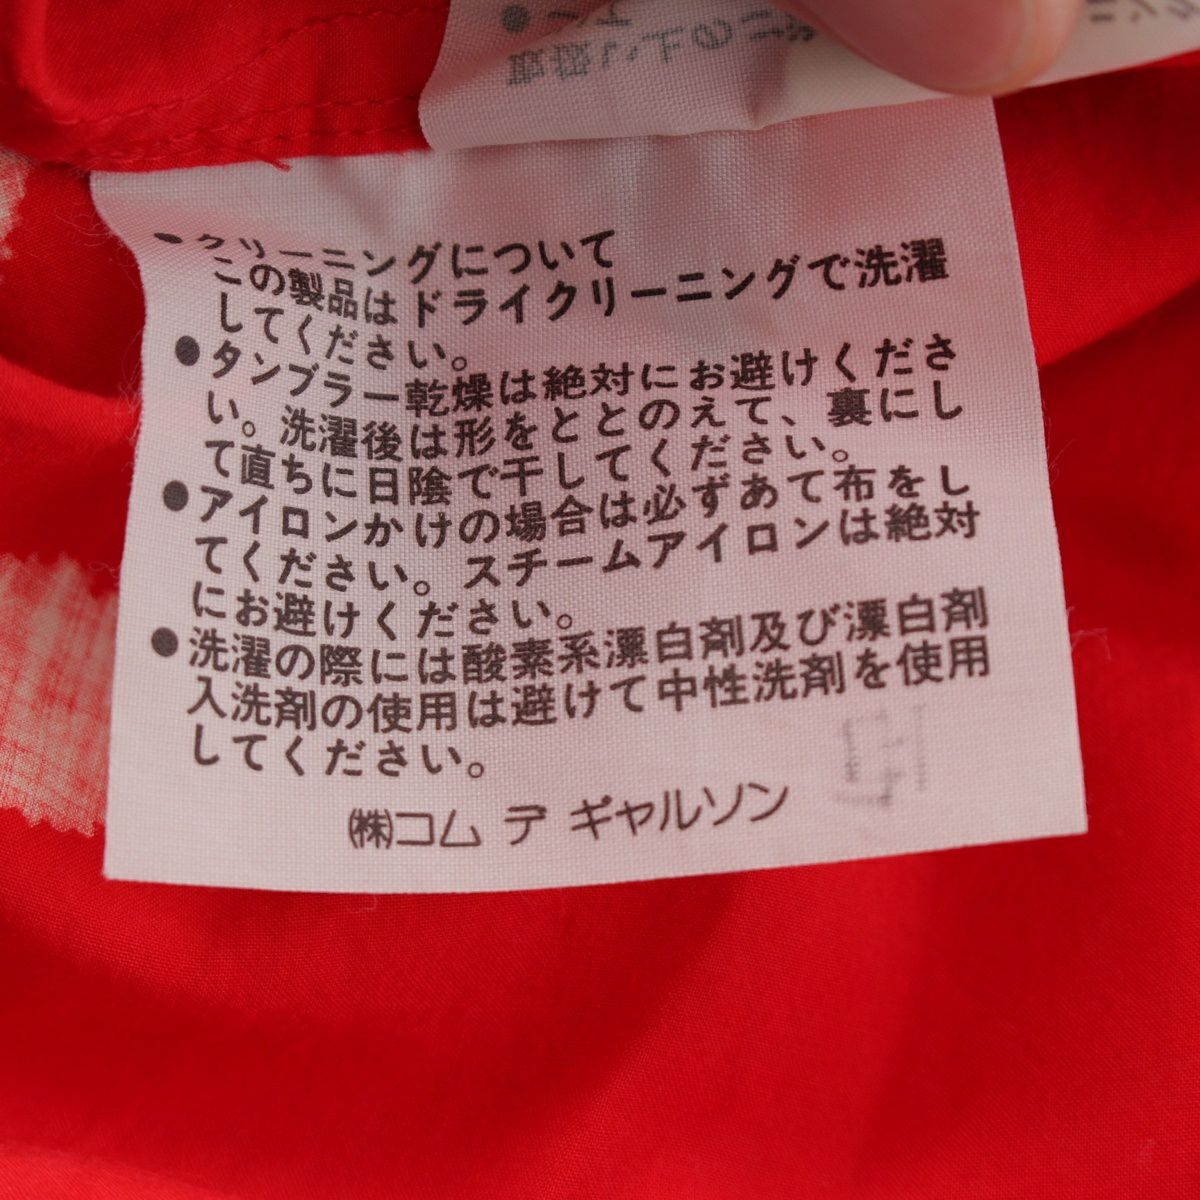 取扱い上のご
●クリーニングについて
この製品はドライクリーニングで洗濯
してください。
●タンブラー乾燥は絶対にお避けくださ
い。洗濯後は形をととのえて、裏にし
て直ちに日陰で干してください。
●アイロンかけの場合は必ずあて布をし
てください。スチームアイロンは絶対
にお避けください。
●洗濯の際には酸素系漂白剤及び漂白剤
入洗剤の使用は避けて中性洗剤を使用
してください。
㈱コム デ ギャルソン